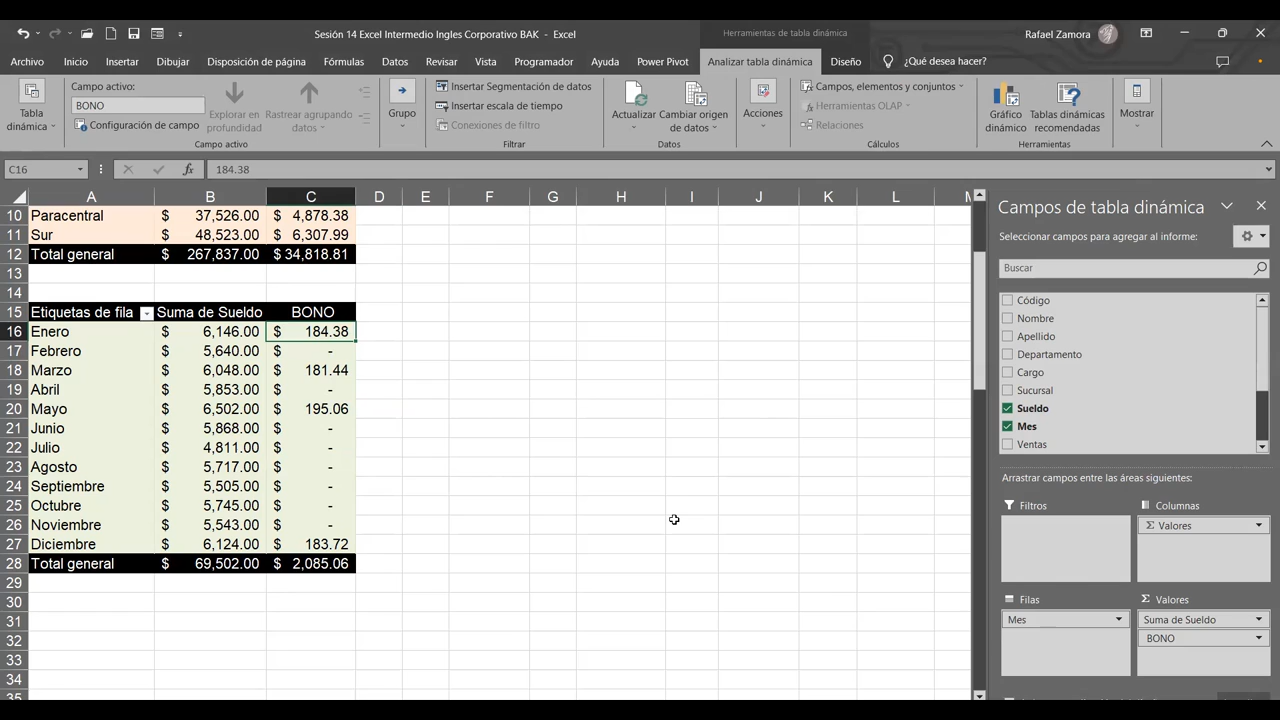 Sesión 14 Excel Intermedio Ingles Corporativo BAK - Excel
Herramientas de tabla dinámica
Rafael Zamora
Archivo Inicio Insertar Dibujar Disposición de página Fórmulas Datos Revisar Vista Programador Ayuda Power Pivot Analizar tabla dinámica Diseño ¿Qué desea hacer?
Tabla dinámica
Campo activo:
BONO
Configuración de campo
Explorar en profundidad
Rastrear agrupando datos
Campo activo
Grupo
Insertar Segmentación de datos
Insertar escala de tiempo
Conexiones de filtro
Filtrar
Actualizar
Cambiar origen de datos
Datos
Acciones
Campos, elementos y conjuntos
Herramientas OLAP
Relaciones
Cálculos
Gráfico dinámico
Tablas dinámicas recomendadas
Herramientas
Mostrar
C16 fx 184.38
A B C D E F G H I J K L
10 Paracentral $ 37,526.00 $ 4,878.38
11 Sur $ 48,523.00 $ 6,307.99
12 Total general $ 267,837.00 $ 34,818.81
13
14
15 Etiquetas de fila Suma de Sueldo BONO
16 Enero $ 6,146.00 $ 184.38
17 Febrero $ 5,640.00 $ -
18 Marzo $ 6,048.00 $ 181.44
19 Abril $ 5,853.00 $ -
20 Mayo $ 6,502.00 $ 195.06
21 Junio $ 5,868.00 $ -
22 Julio $ 4,811.00 $ -
23 Agosto $ 5,717.00 $ -
24 Septiembre $ 5,505.00 $ -
25 Octubre $ 5,745.00 $ -
26 Noviembre $ 5,543.00 $ -
27 Diciembre $ 6,124.00 $ 183.72
28 Total general $ 69,502.00 $ 2,085.06
29
30
31
32
33
34
Campos de tabla dinámica
Seleccionar campos para agregar al informe:
Buscar
Código
Nombre
Apellido
Departamento
Cargo
Sucursal
Sueldo
Mes
Ventas
Arrastrar campos entre las áreas siguientes:
Filtros
Columnas
Σ Valores
Filas
Mes
Σ Valores
Suma de Sueldo
BONO